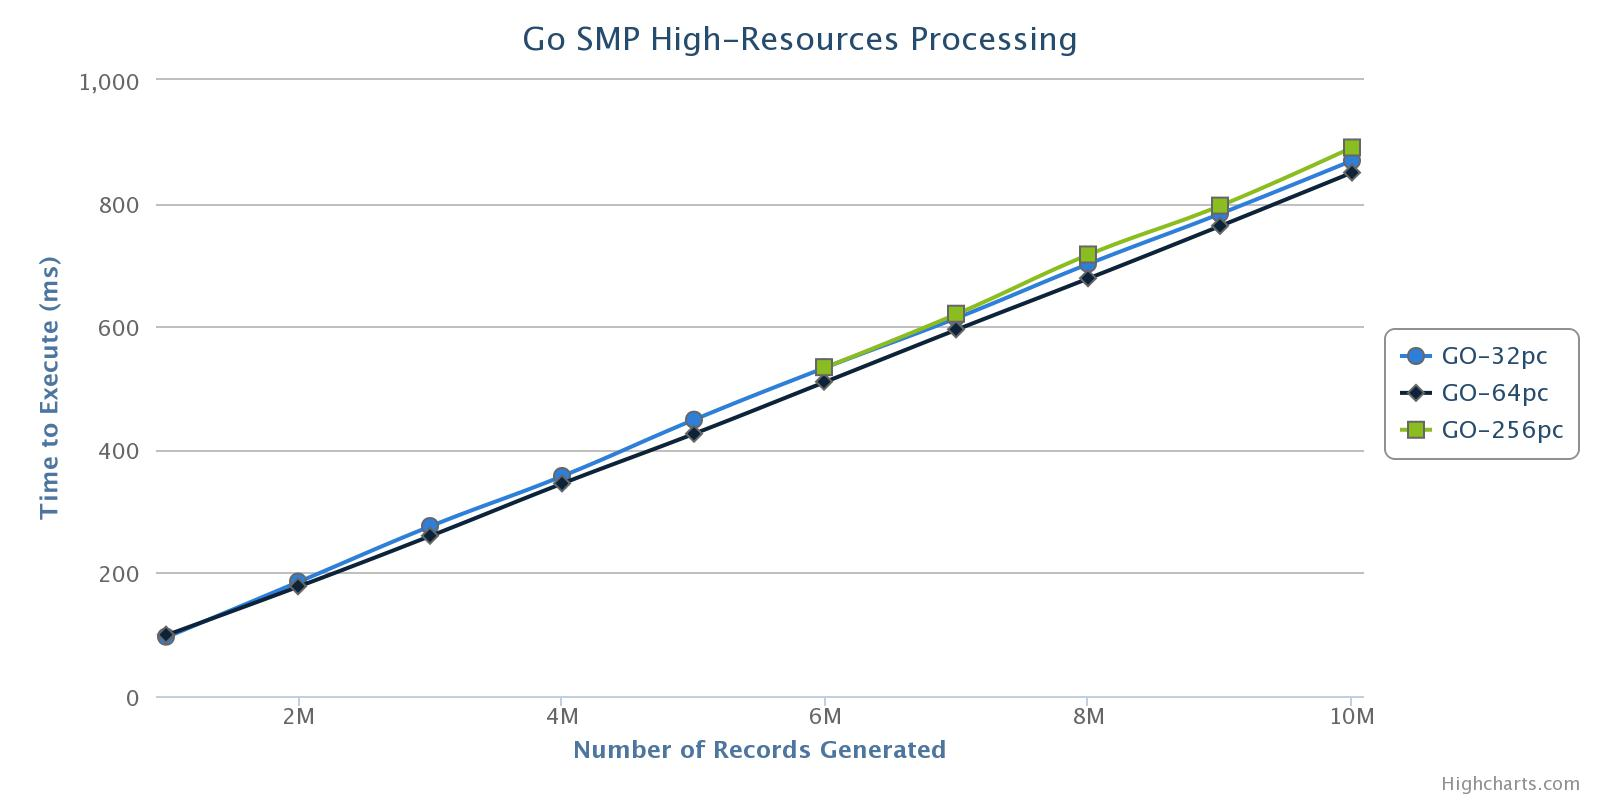 Go SMP High-Resources Processing
1,000
800
600
400
200
0
Time to Execute (ms)
2M 4M 6M 8M 10M
Number of Records Generated
GO-32pc
GO-64pc
GO-256pc
Highcharts.com